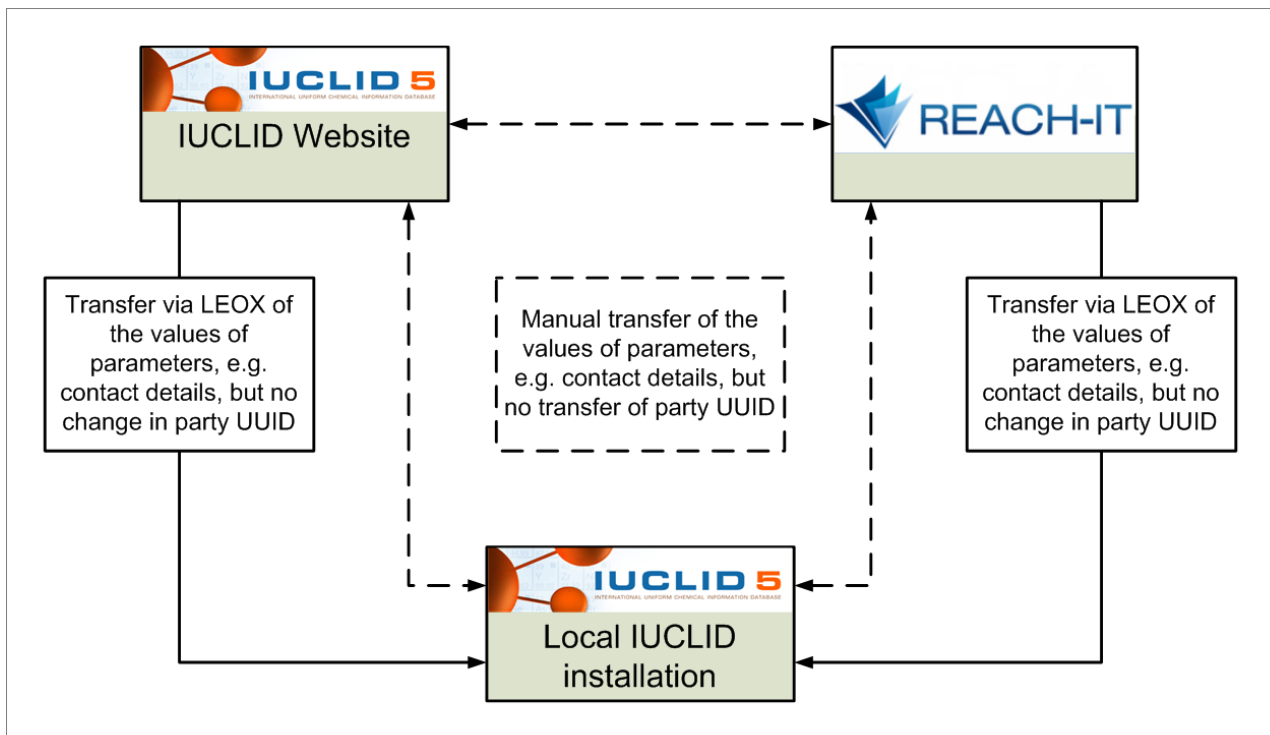 IUCLID 5
INTERNATIONAL UNIFORM CHEMICAL INFORMATION DATABASE
IUCLID Website
REACH-IT
Transfer via LEOX of
the values of
parameters, e.g.
contact details, but no
change in party UUID
Manual transfer of the
values of parameters,
e.g. contact details, but
no transfer of party UUID
Transfer via LEOX of
the values of
parameters, e.g.
contact details, but no
change in party UUID
IUCLID 5
INTERNATIONAL UNIFORM CHEMICAL INFORMATION DATABASE
Local IUCLID
installation